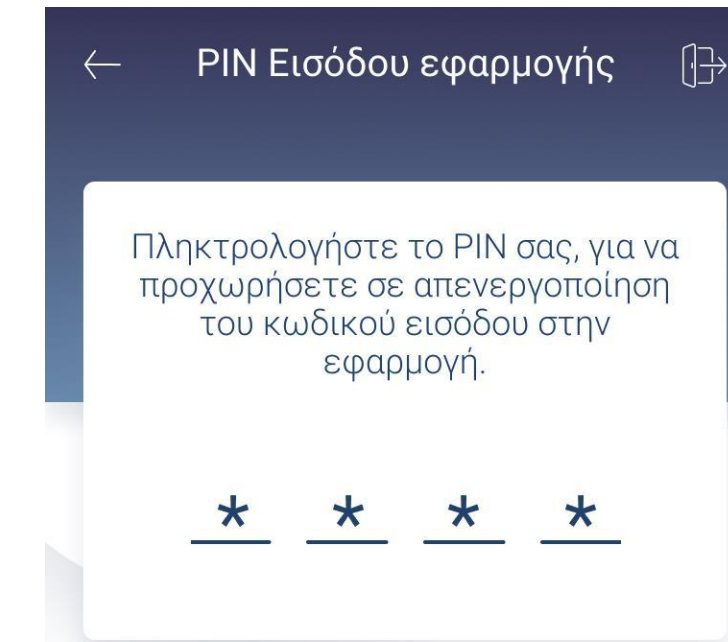 PIN Εισόδου εφαρμογής
Πληκτρολογήστε το PIN σας, για να
προχωρήσετε σε απενεργοποίηση
του κωδικού εισόδου στην
εφαρμογή.
* * * *